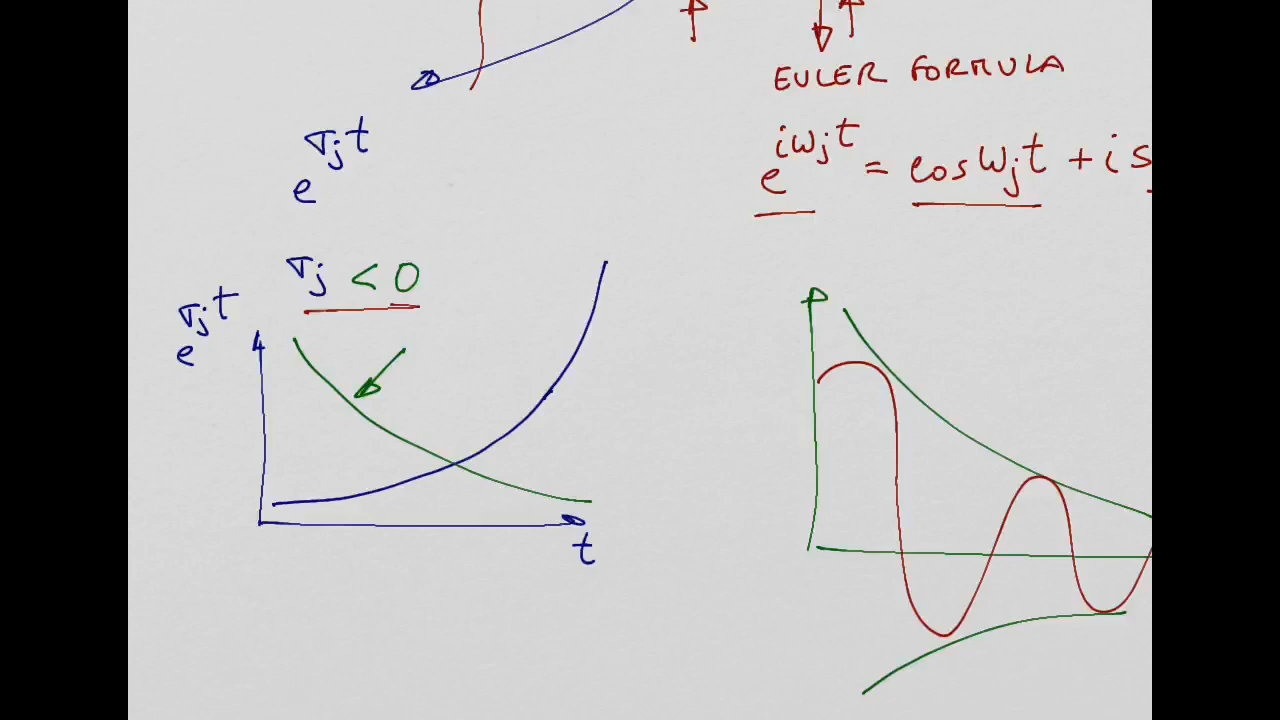 EULER FORMULA
e^{σ_j t}
e^{iω_j t} = cos ω_j t + i s
σ_j < 0
e^{σ_j t}
t